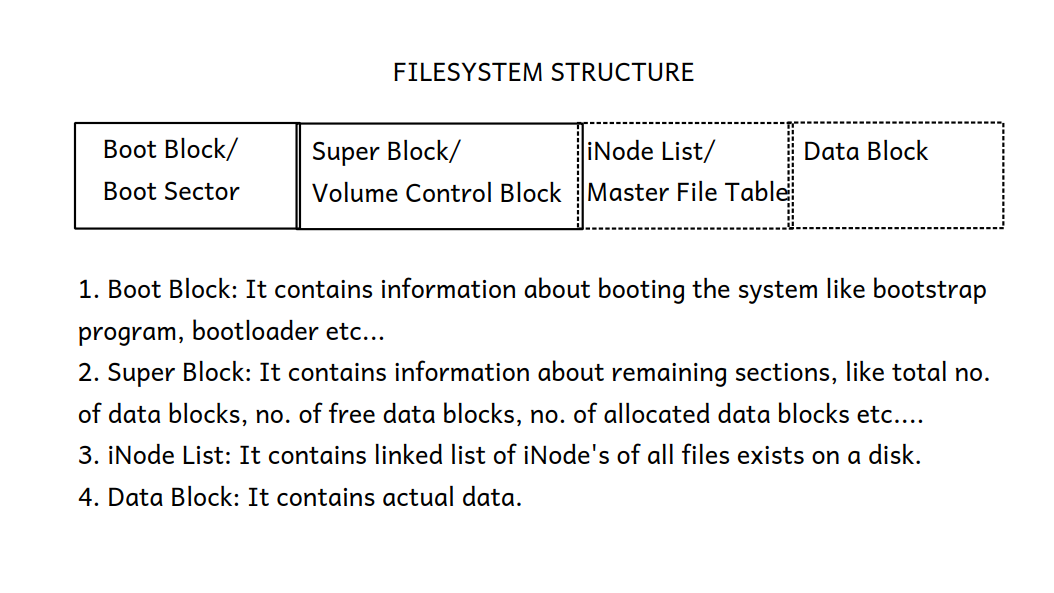 FILESYSTEM STRUCTURE
Boot Block/
Boot Sector
Super Block/
Volume Control Block
iNode List/
Master File Table
Data Block
1. Boot Block: It contains information about booting the system like bootstrap
program, bootloader etc...
2. Super Block: It contains information about remaining sections, like total no.
of data blocks, no. of free data blocks, no. of allocated data blocks etc....
3. iNode List: It contains linked list of iNode's of all files exists on a disk.
4. Data Block: It contains actual data.